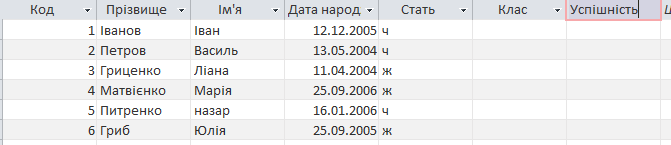 Код Прізвище Ім'я Дата народ Стать Клас Успішність
1 Іванов Іван 12.12.2005 ч
2 Петров Василь 13.05.2004 ч
3 Гриценко Ліана 11.04.2004 ж
4 Матвієнко Марія 25.09.2006 ж
5 Питренко назар 16.01.2006 ч
6 Гриб Юлія 25.09.2005 ж